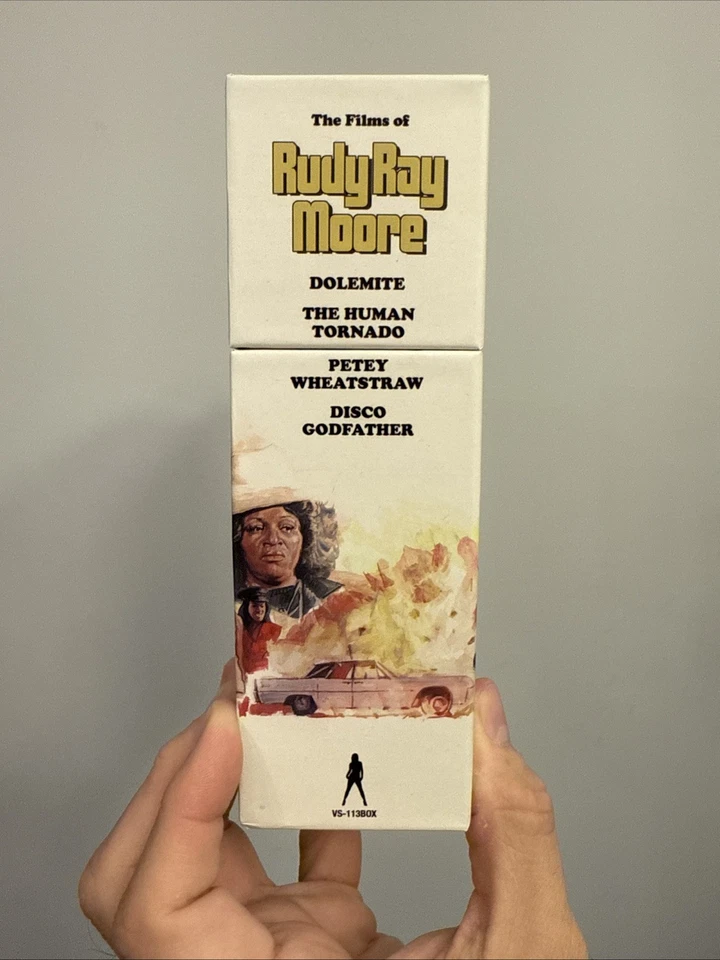 The Films of
Rudy Ray
Moore
DOLEMITE
THE HUMAN
TORNADO
PETEY
WHEATSTRAW
DISCO
GODFATHER
VS-113BOX